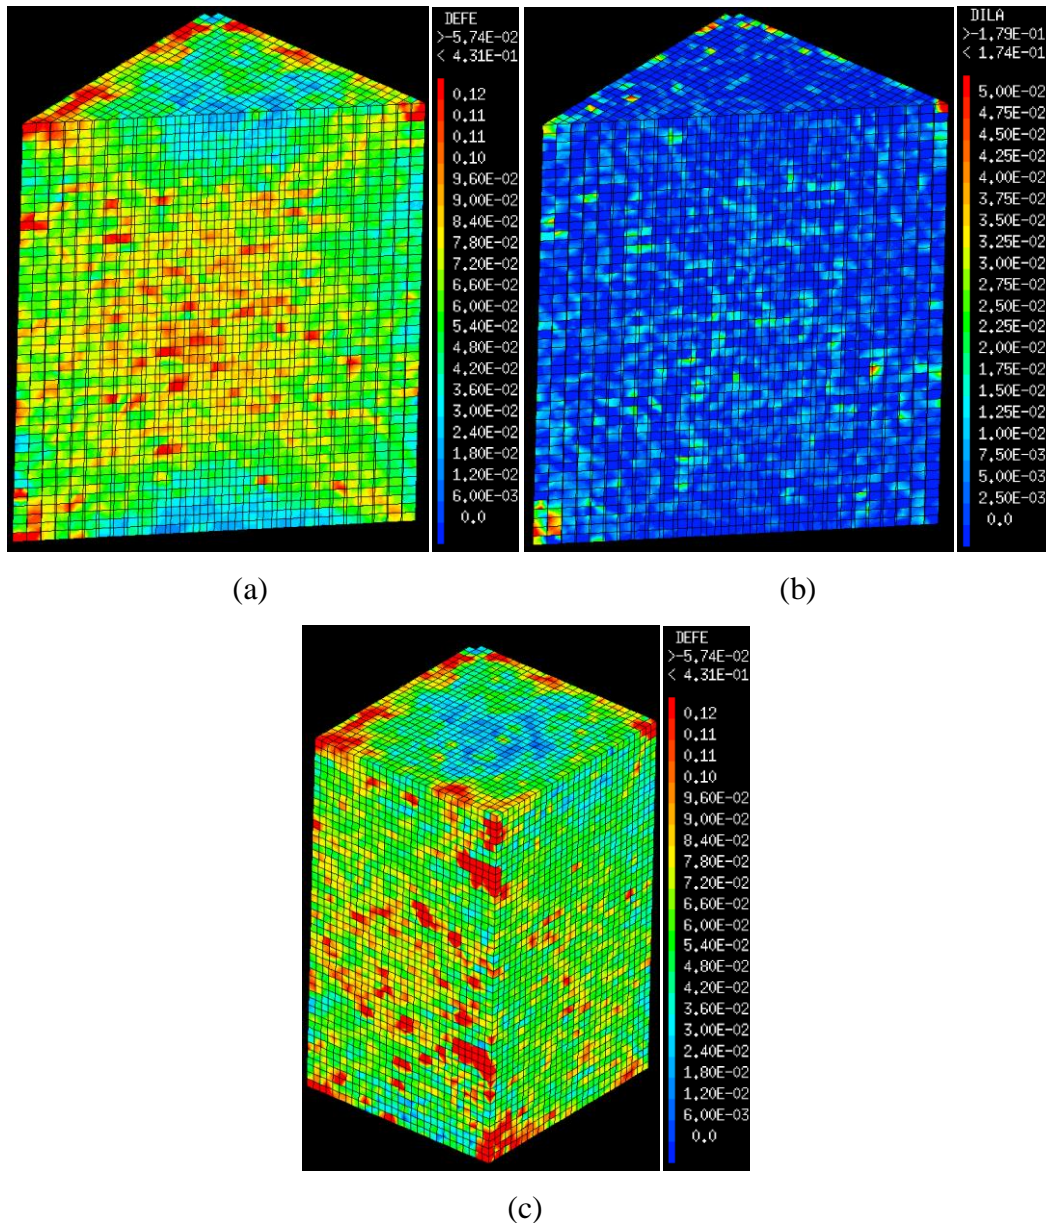 DEFE
>-5.74E-02
< 4.31E-01
0.12
0.11
0.11
0.10
9.60E-02
9.00E-02
8.40E-02
7.80E-02
7.20E-02
6.60E-02
6.00E-02
5.40E-02
4.80E-02
4.20E-02
3.60E-02
3.00E-02
2.40E-02
1.80E-02
1.20E-02
6.00E-03
0.0
DILA
>-1.79E-01
< 1.74E-01
5.00E-02
4.75E-02
4.50E-02
4.25E-02
4.00E-02
3.75E-02
3.50E-02
3.25E-02
3.00E-02
2.75E-02
2.50E-02
2.25E-02
2.00E-02
1.75E-02
1.50E-02
1.25E-02
1.00E-02
7.50E-03
5.00E-03
2.50E-03
0.0
(a)
(b)
DEFE
>-5.74E-02
< 4.31E-01
0.12
0.11
0.11
0.10
9.60E-02
9.00E-02
8.40E-02
7.80E-02
7.20E-02
6.60E-02
6.00E-02
5.40E-02
4.80E-02
4.20E-02
3.60E-02
3.00E-02
2.40E-02
1.80E-02
1.20E-02
6.00E-03
0.0
(c)